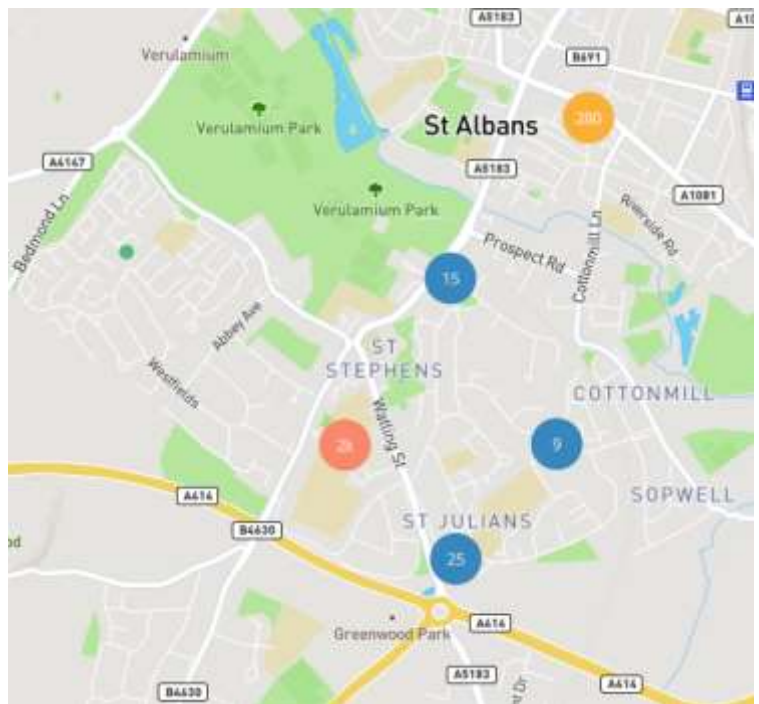 A5183
A10
B691
Verulamium
St Albans
Verulamium Park
A4147
A5183
A1081
Verulamium Park
Riverside Rd
Bedmond Ln
Prospect Rd
Cottonmill Ln
15
Abbey Ave
ST
STEPHENS
Westfields
COTTONMILL
Watling St
9
A414
SOPWELL
ST JULIANS
B4630
od
25
A414
Greenwood Park
A5183
A414
B4630
Dr